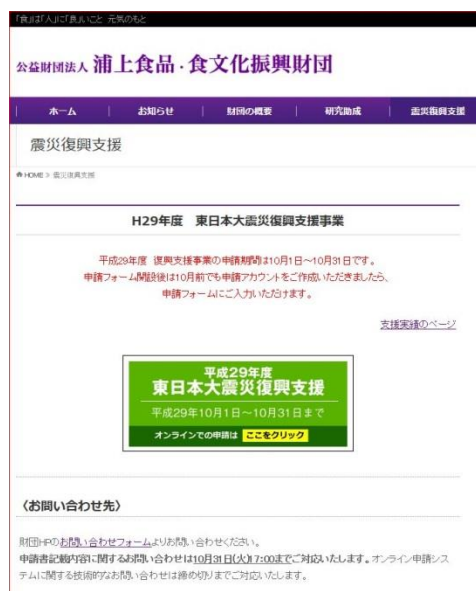 「食」は「人」に「良」いこと 元気のもと
公益財団法人 浦上食品・食文化振興財団
ホーム お知らせ 財団の概要 研究助成 震災復興支援
震災復興支援
HOME > 震災復興支援
H29年度 東日本大震災復興支援事業
平成29年度 復興支援事業の申請期間は10月1日～10月31日です。
申請フォーム開設後は10月前でも申請アカウントをご作成いただきましたら、
申請フォームにご入力いただけます。
支援実績のページ
平成29年度
東日本大震災復興支援
平成29年10月1日～10月31日まで
オンラインでの申請は ここをクリック
〈お問い合わせ先〉
財団HPのお問い合わせフォームよりお問い合わせください。
申請書記載内容に関するお問い合わせは10月31日(火)17:00までご対応いたします。オンライン申請シス
テムに関する技術的なお問い合わせは締め切りまでご対応いたします。